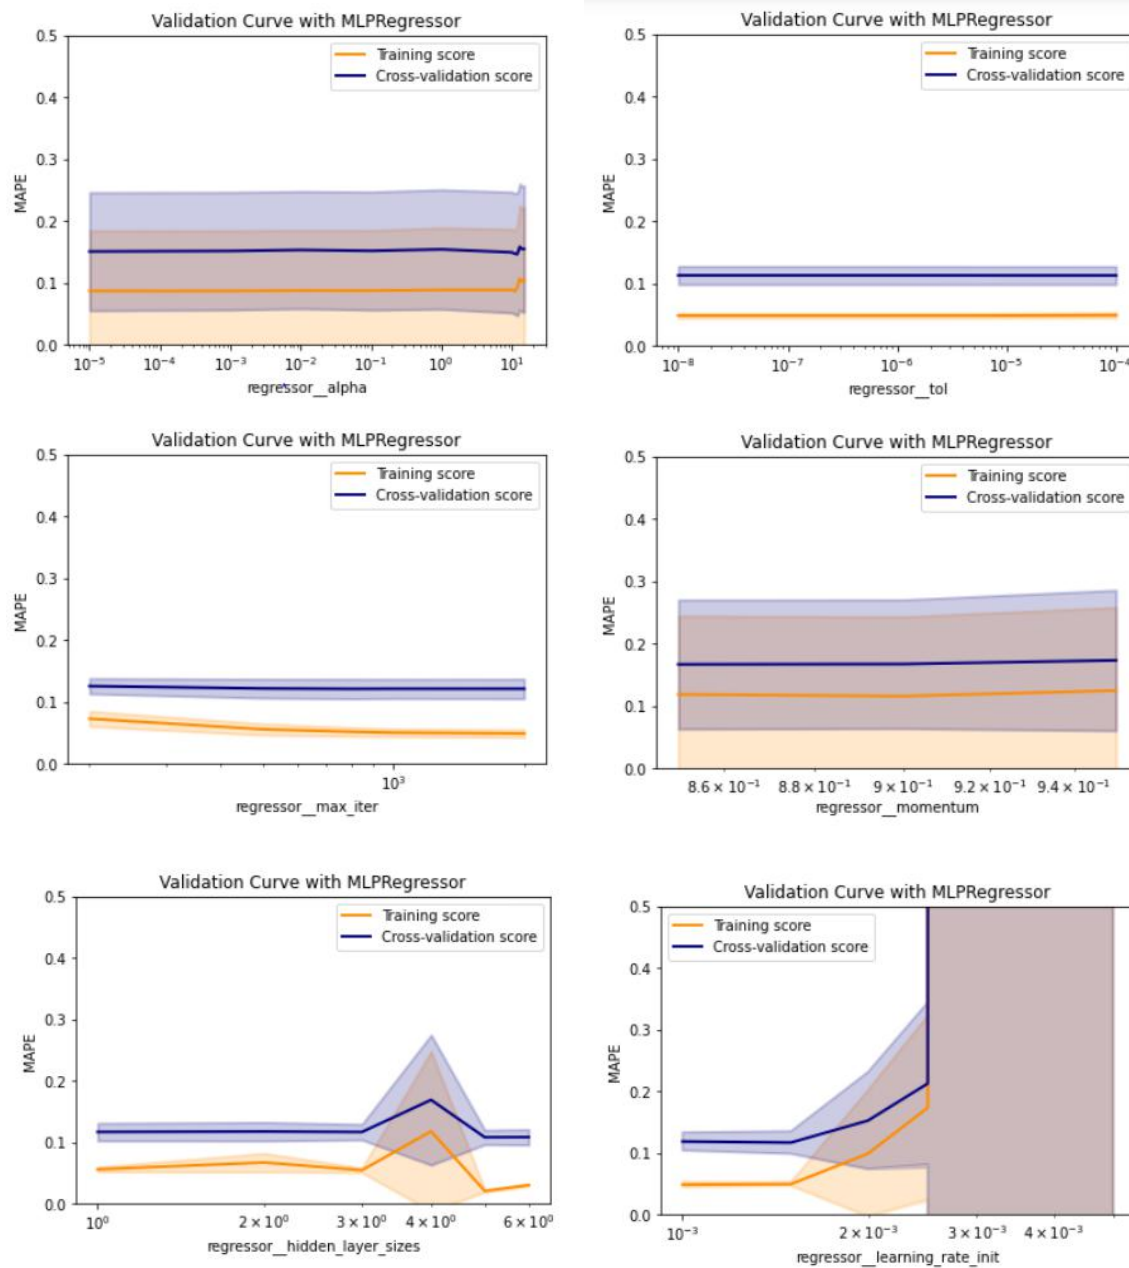 Validation Curve with MLPRegressor
0.5
0.4
0.3
0.2
0.1
0.0
MAPE
Training score
Cross-validation score
10⁻⁵ 10⁻⁴ 10⁻³ 10⁻² 10⁻¹ 10⁰ 10¹
regressor__alpha
Validation Curve with MLPRegressor
0.5
0.4
0.3
0.2
0.1
0.0
MAPE
Training score
Cross-validation score
10⁻⁸ 10⁻⁷ 10⁻⁶ 10⁻⁵ 10⁻⁴
regressor__tol
Validation Curve with MLPRegressor
0.5
0.4
0.3
0.2
0.1
0.0
MAPE
Training score
Cross-validation score
10³
regressor__max_iter
Validation Curve with MLPRegressor
0.5
0.4
0.3
0.2
0.1
0.0
MAPE
Training score
Cross-validation score
8.6 × 10⁻¹ 8.8 × 10⁻¹ 9 × 10⁻¹ 9.2 × 10⁻¹ 9.4 × 10⁻¹
regressor__momentum
Validation Curve with MLPRegressor
0.5
0.4
0.3
0.2
0.1
0.0
MAPE
Training score
Cross-validation score
10⁰ 2 × 10⁰ 3 × 10⁰ 4 × 10⁰ 6 × 10⁰
regressor__hidden_layer_sizes
Validation Curve with MLPRegressor
0.5
0.4
0.3
0.2
0.1
0.0
MAPE
Training score
Cross-validation score
10⁻³ 2 × 10⁻³ 3 × 10⁻³ 4 × 10⁻³
regressor__learning_rate_init